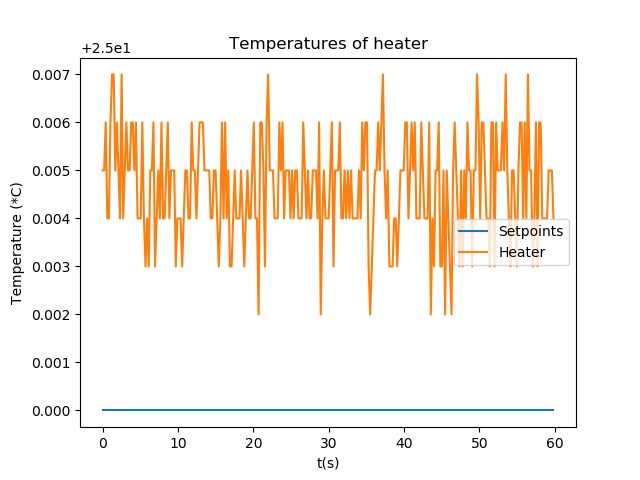 Temperatures of heater
+2.5e1
0.007
0.006
0.005
0.004
0.003
0.002
0.001
0.000
Temperature (*C)
Setpoints
Heater
0 10 20 30 40 50 60
t(s)